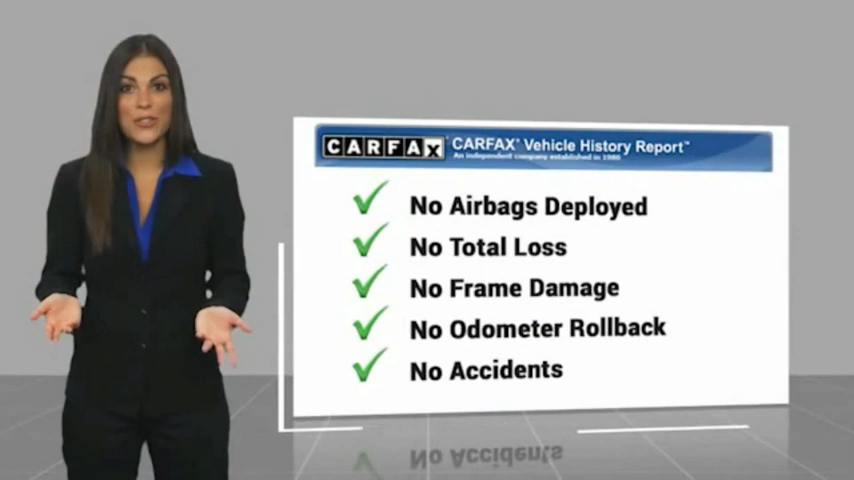 CARFAX CARFAX® Vehicle History Report™
An independent company established in 1986
No Airbags Deployed
No Total Loss
No Frame Damage
No Odometer Rollback
No Accidents
No Accidents